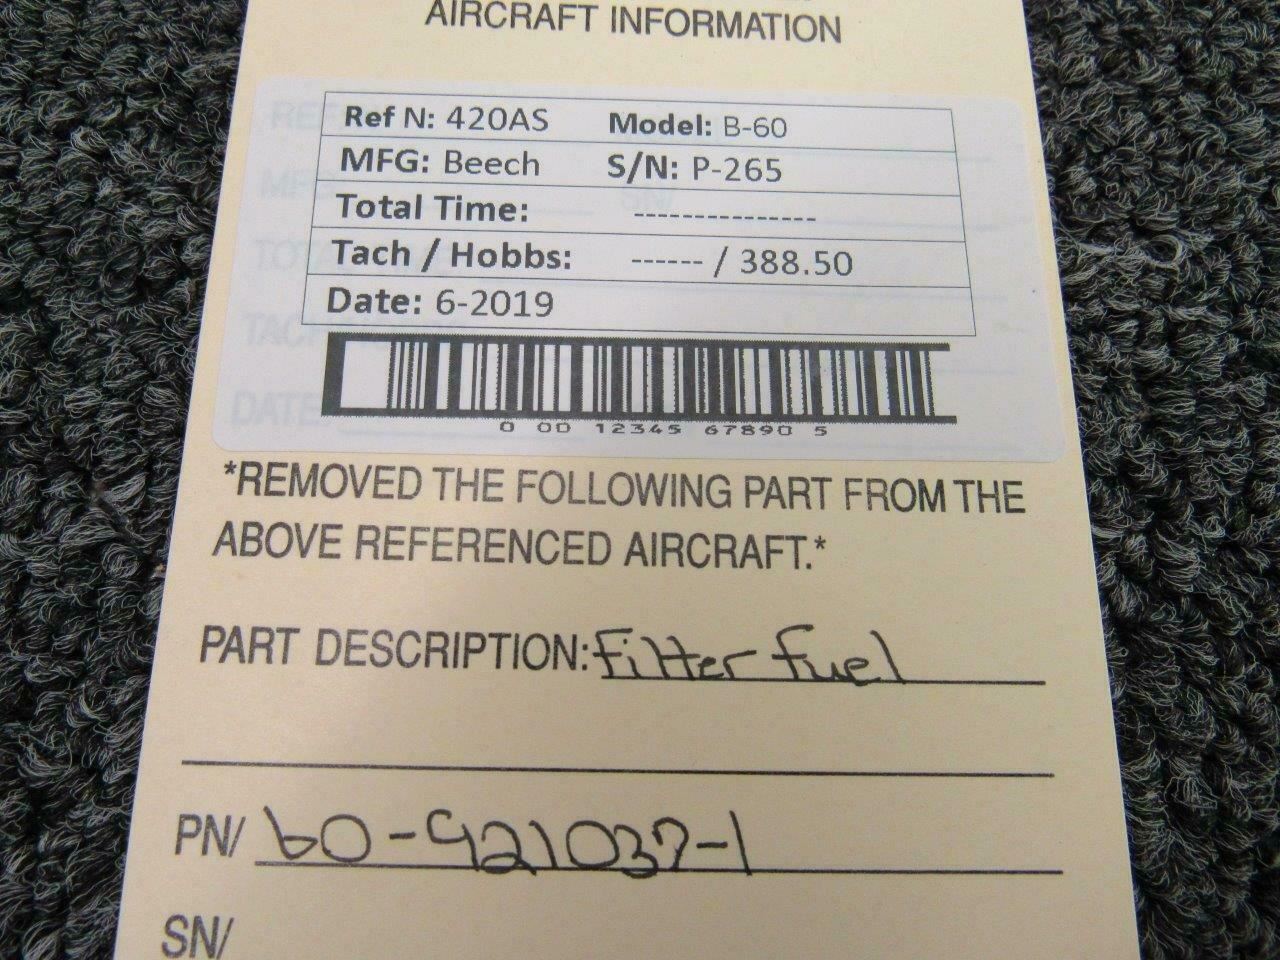 AIRCRAFT INFORMATION
Ref N: 420AS Model: B-60
MFG: Beech S/N: P-265
Total Time: ---------------
Tach / Hobbs: ------ / 388.50
Date: 6-2019
0 00 12345 67890 5
*REMOVED THE FOLLOWING PART FROM THE
ABOVE REFERENCED AIRCRAFT.*
PART DESCRIPTION: Filter Fuel
PN/ 60-921037-1
SN/